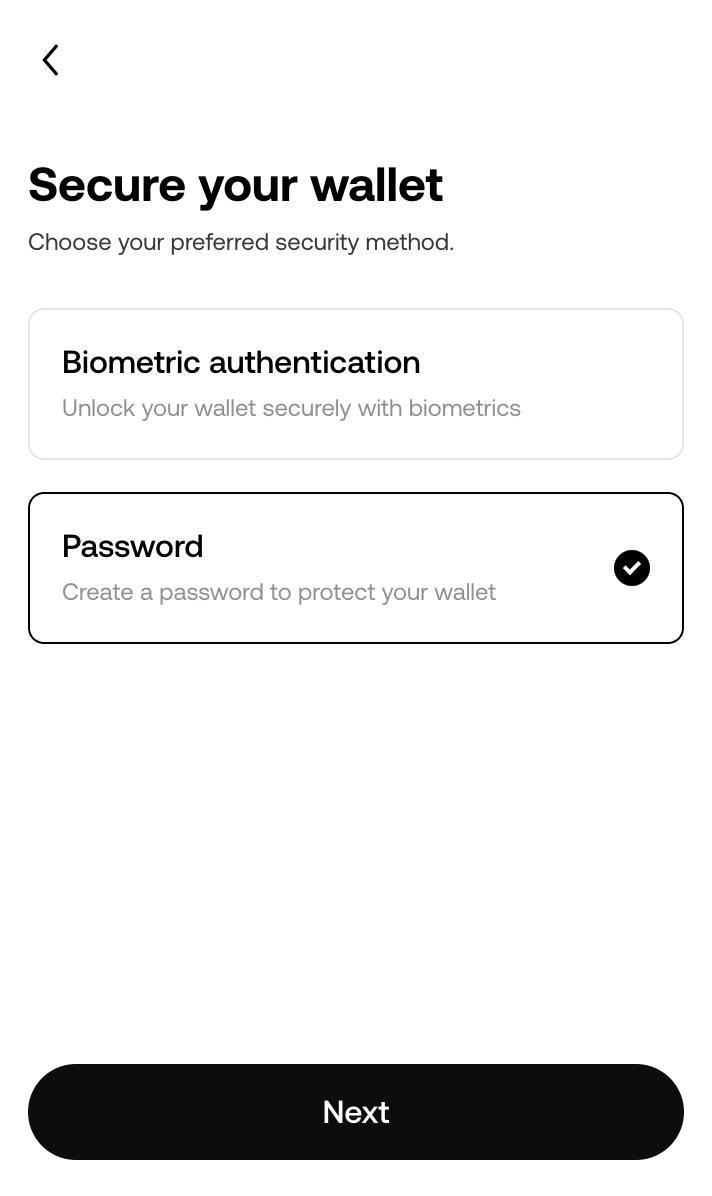 Secure your wallet
Choose your preferred security method.
Biometric authentication
Unlock your wallet securely with biometrics
Password
Create a password to protect your wallet
Next